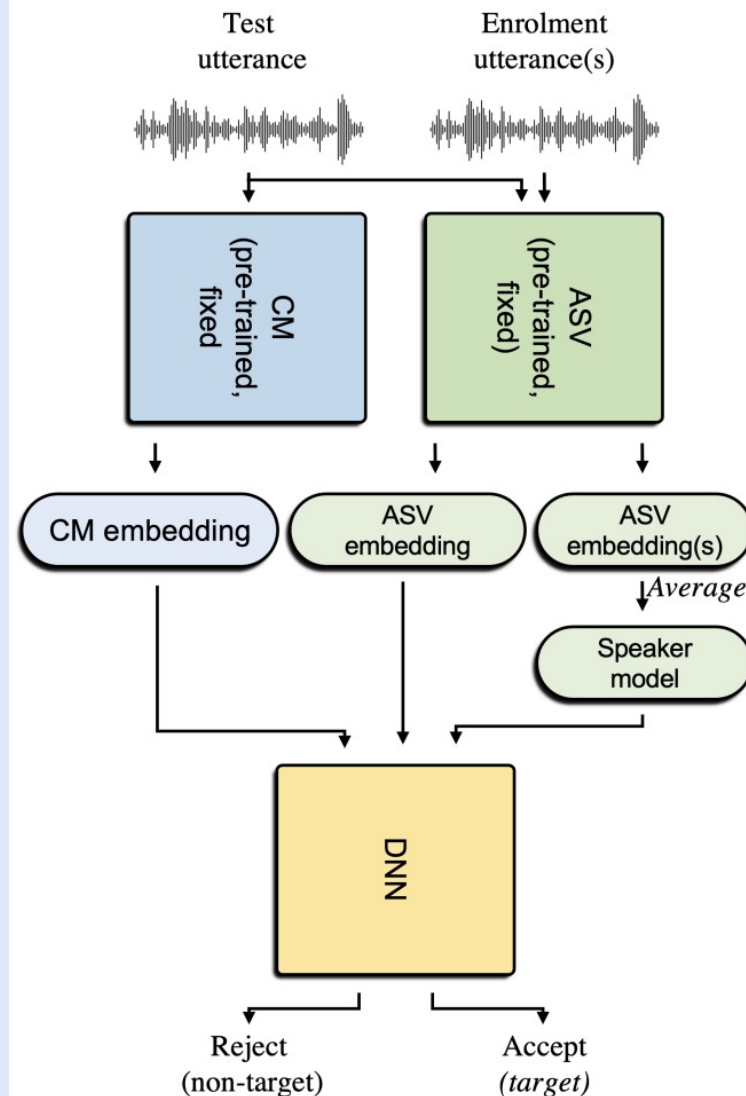 Test
utterance
Enrolment
utterance(s)
CM
(pre-trained,
fixed
ASV
(pre-trained,
fixed)
CM embedding
ASV
embedding
ASV
embedding(s)
Average
Speaker
model
DNN
Reject
(non-target)
Accept
(target)